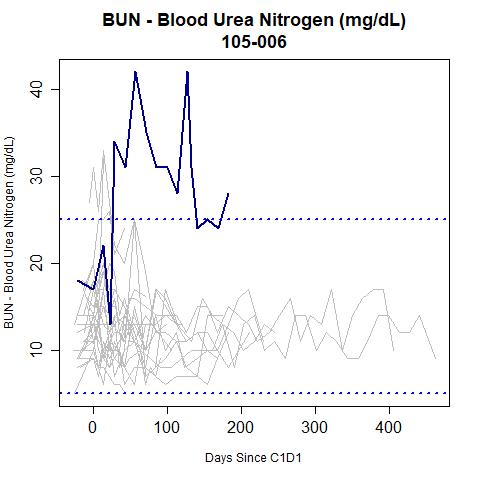 BUN - Blood Urea Nitrogen (mg/dL)
105-006
BUN - Blood Urea Nitrogen (mg/dL)
40
30
20
10
0 100 200 300 400
Days Since C1D1